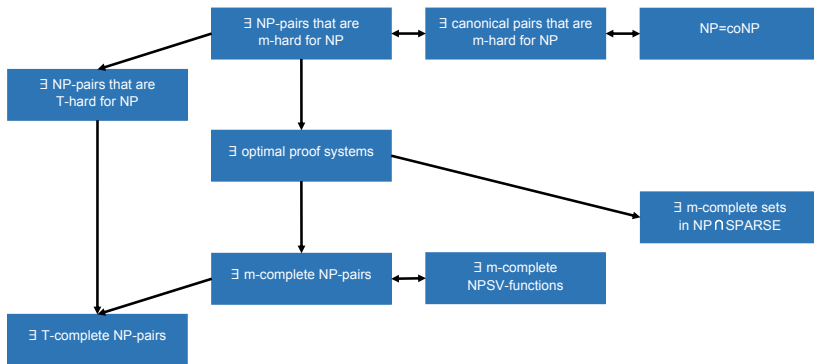 ∃ NP-pairs that are
m-hard for NP
∃ canonical pairs that are
m-hard for NP
NP=coNP
∃ NP-pairs that are
T-hard for NP
∃ optimal proof systems
∃ m-complete sets
in NP∩SPARSE
∃ m-complete NP-pairs
∃ m-complete
NPSV-functions
∃ T-complete NP-pairs